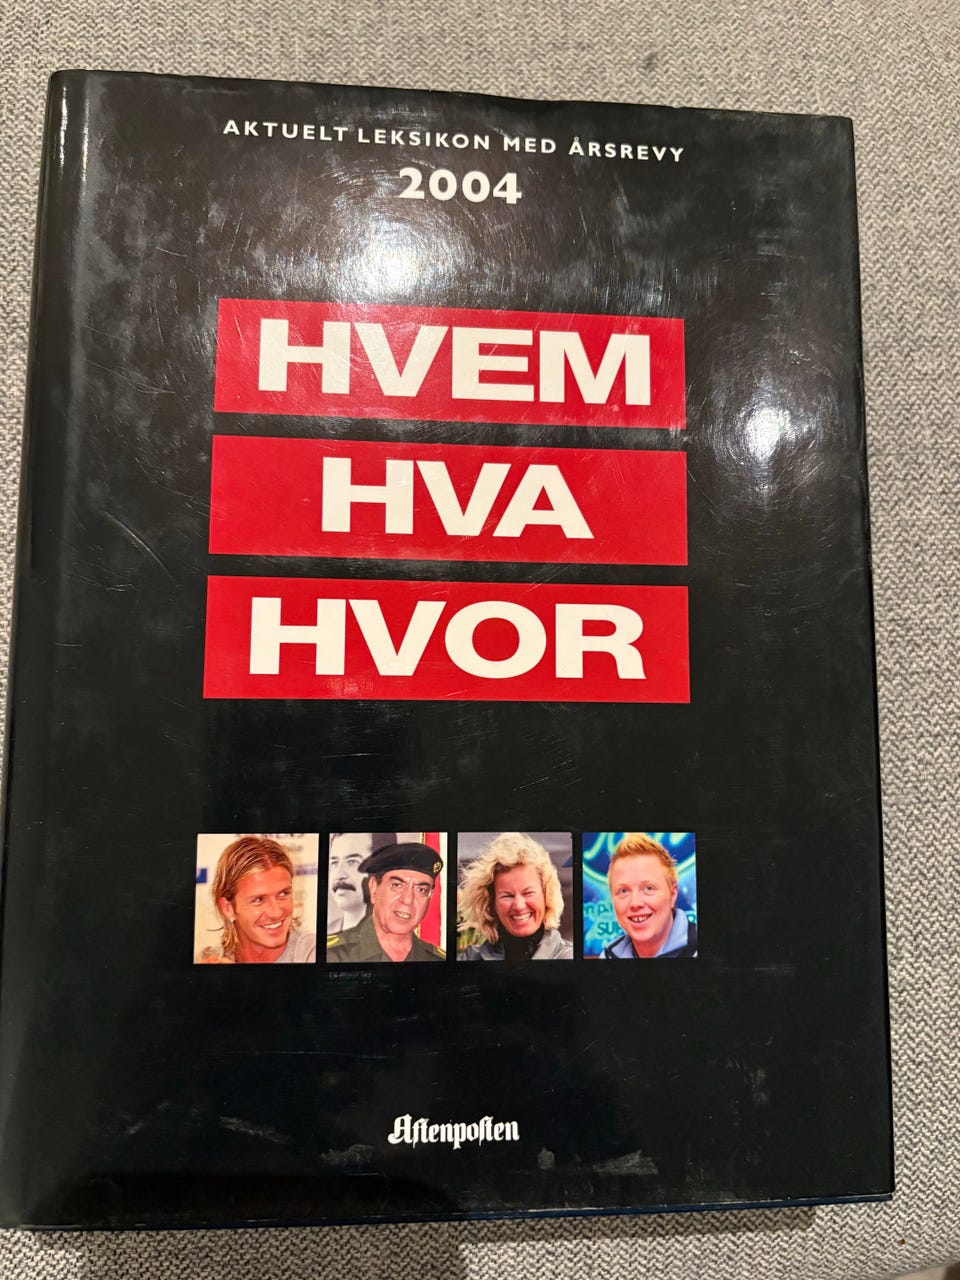 AKTUELT LEKSIKON MED ÅRSREVY
2004
HVEM
HVA
HVOR
Aftenposten